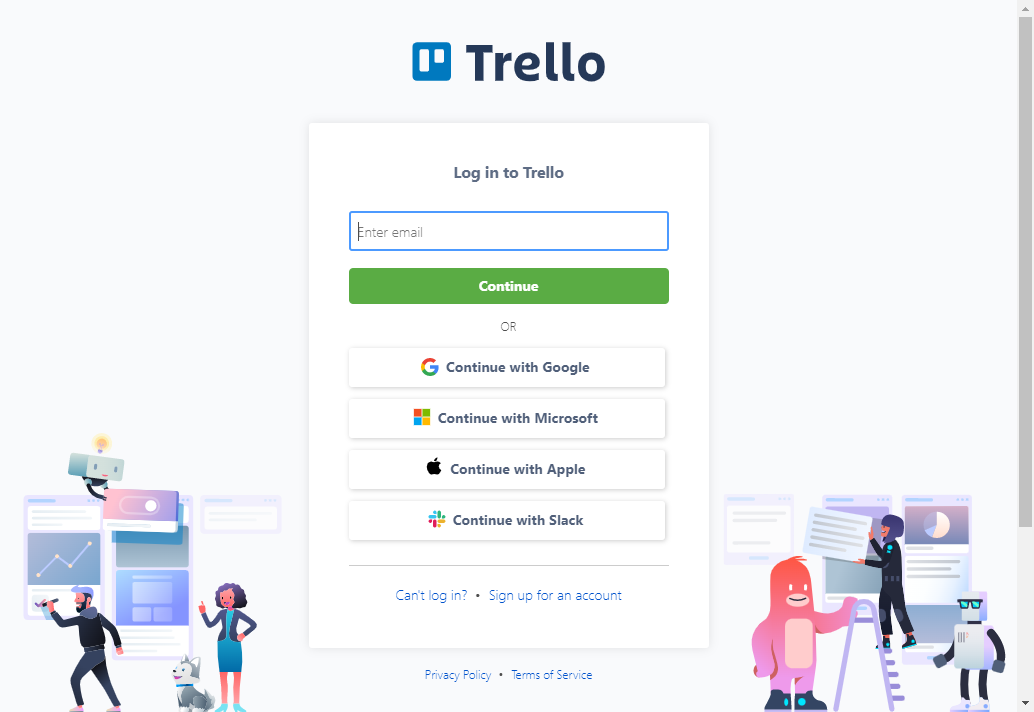 Trello
Log in to Trello
Enter email
Continue
OR
Continue with Google
Continue with Microsoft
Continue with Apple
Continue with Slack
Can't log in? • Sign up for an account
Privacy Policy • Terms of Service